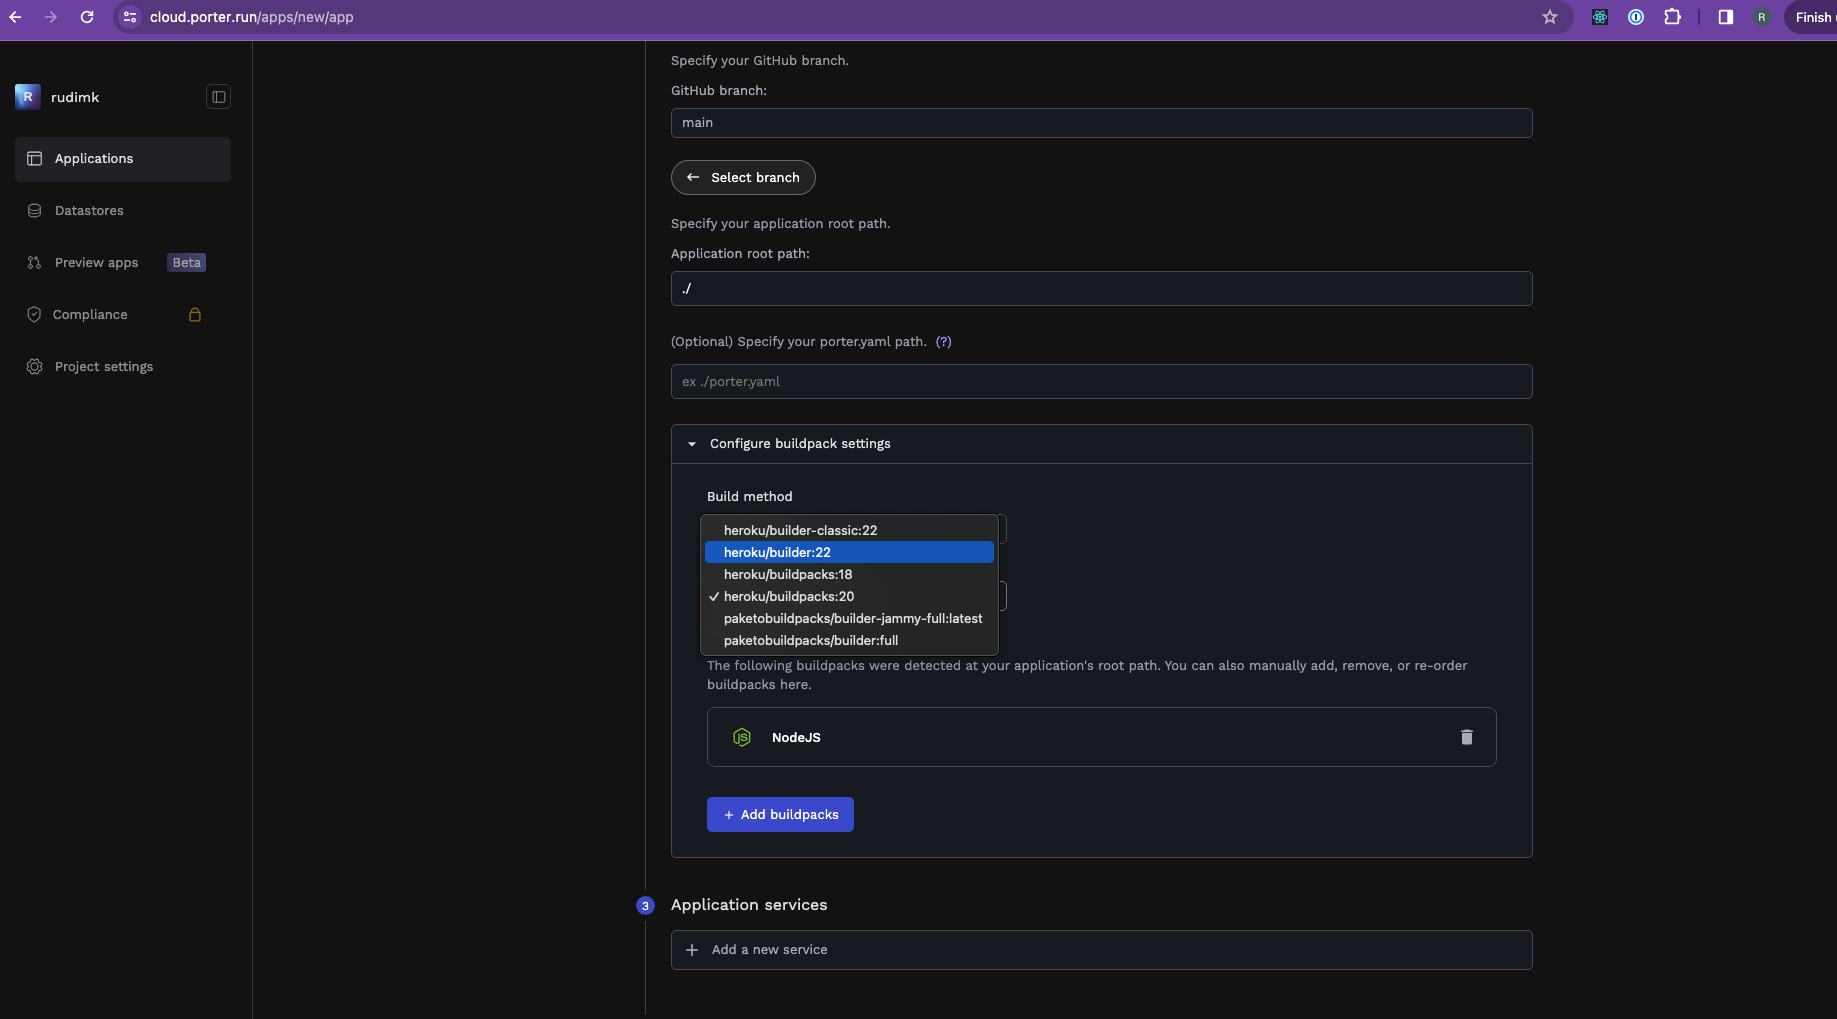 cloud.porter.run/apps/new/app
R
Finish
R
rudimk
Applications
Datastores
Preview apps
Beta
Compliance
Project settings
Specify your GitHub branch.
GitHub branch:
main
Select branch
Specify your application root path.
Application root path:
./
(Optional) Specify your porter.yaml path. (?)
ex ./porter.yaml
Configure buildpack settings
Build method
heroku/builder-classic:22
heroku/builder:22
heroku/buildpacks:18
heroku/buildpacks:20
paketobuildpacks/builder-jammy-full:latest
paketobuildpacks/builder:full
The following buildpacks were detected at your application's root path. You can also manually add, remove, or re-order
buildpacks here.
JS
NodeJS
+ Add buildpacks
3
Application services
+ Add a new service